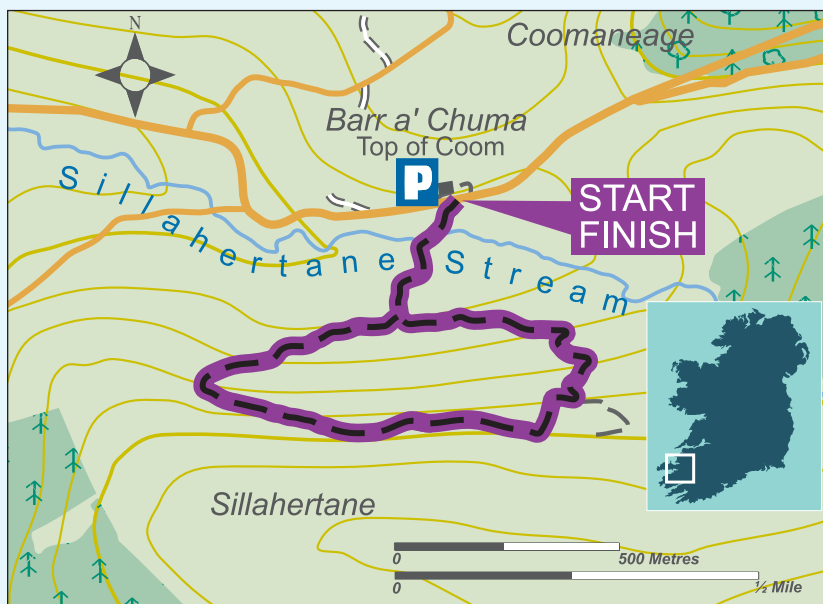 N
Coomaneage
Barr a' Chuma
Top of Coom
P
START
FINISH
Sillahertane Stream
Sillahertane
0 500 Metres
0 ½ Mile